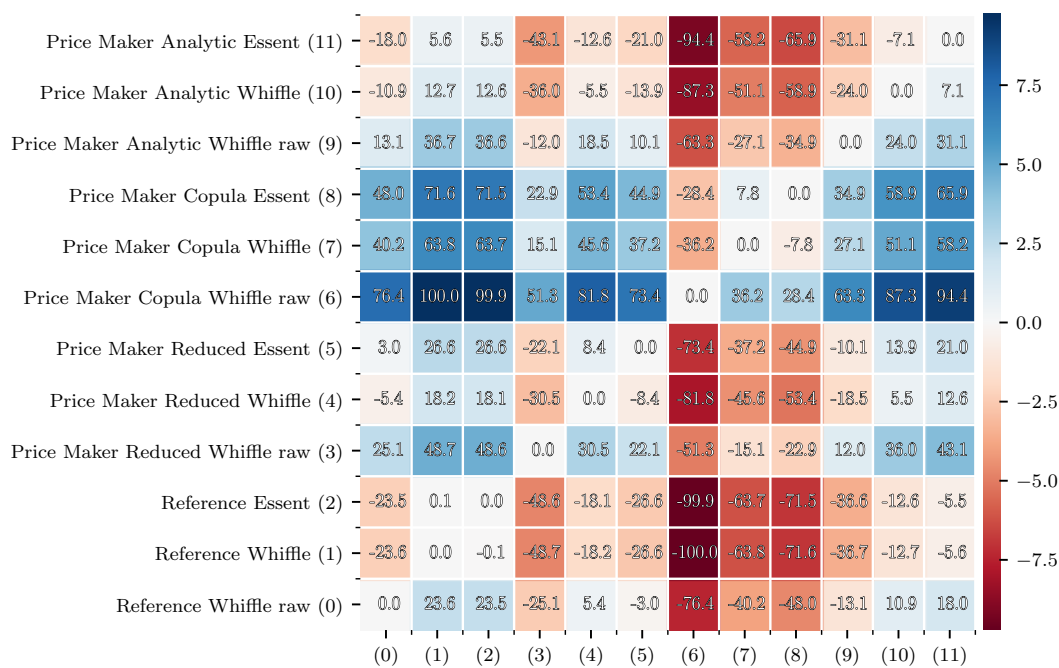 Price Maker Analytic Essent (11) -18.0 5.6 5.5 -43.1 -12.6 -21.0 -94.4 -58.2 -65.9 -31.1 -7.1 0.0
Price Maker Analytic Whiffle (10) -10.9 12.7 12.6 -36.0 -5.5 -13.9 -87.3 -51.1 -58.9 -24.0 0.0 7.1
Price Maker Analytic Whiffle raw (9) 13.1 36.7 36.6 -12.0 18.5 10.1 -63.3 -27.1 -34.9 0.0 24.0 31.1
Price Maker Copula Essent (8) 48.0 71.6 71.5 22.9 53.4 44.9 -28.4 7.8 0.0 34.9 58.9 65.9
Price Maker Copula Whiffle (7) 40.2 63.8 63.7 15.1 45.6 37.2 -36.2 0.0 -7.8 27.1 51.1 58.2
Price Maker Copula Whiffle raw (6) 76.4 100.0 99.9 51.3 81.8 73.4 0.0 36.2 28.4 63.3 87.3 94.4
Price Maker Reduced Essent (5) 3.0 26.6 26.6 -22.1 8.4 0.0 -73.4 -37.2 -44.9 -10.1 13.9 21.0
Price Maker Reduced Whiffle (4) -5.4 18.2 18.1 -30.5 0.0 -8.4 -81.8 -45.6 -53.4 -18.5 5.5 12.6
Price Maker Reduced Whiffle raw (3) 25.1 48.7 48.6 0.0 30.5 22.1 -51.3 -15.1 -22.9 12.0 36.0 43.1
Reference Essent (2) -23.5 0.1 0.0 -48.6 -18.1 -26.6 -99.9 -63.7 -71.5 -36.6 -12.6 -5.5
Reference Whiffle (1) -23.6 0.0 -0.1 -48.7 -18.2 -26.6 -100.0 -63.8 -71.6 -36.7 -12.7 -5.6
Reference Whiffle raw (0) 0.0 23.6 23.5 -25.1 5.4 -3.0 -76.4 -40.2 -48.0 -13.1 10.9 18.0
(0) (1) (2) (3) (4) (5) (6) (7) (8) (9) (10) (11)
7.5
5.0
2.5
0.0
−2.5
−5.0
−7.5